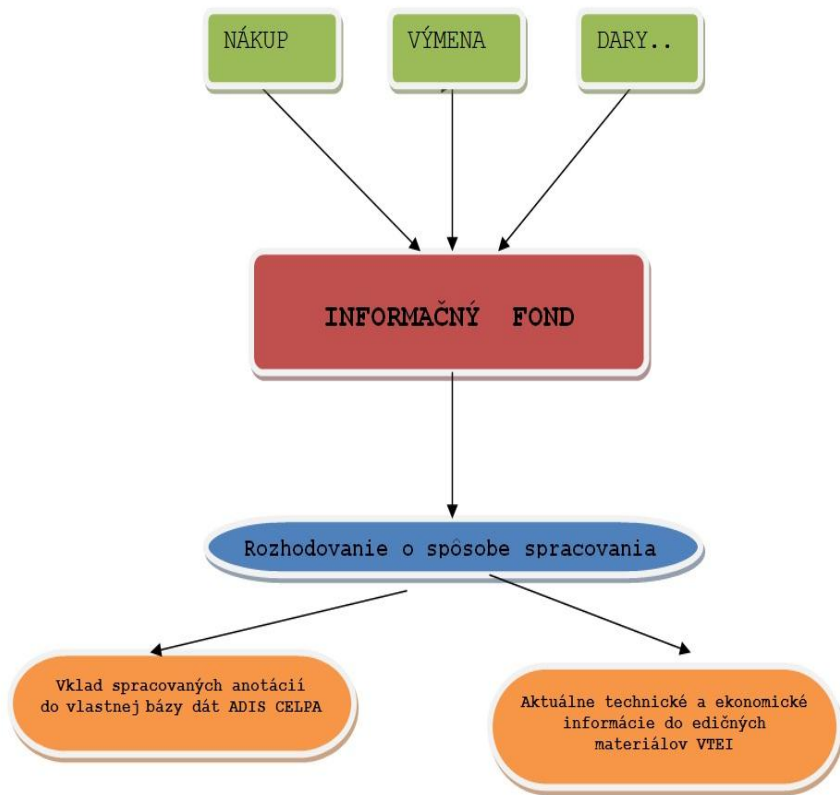 NÁKUP
VÝMENA
DARY..
INFORMAČNÝ FOND
Rozhodovanie o spôsobe spracovania
Vklad spracovaných anotácií
do vlastnej bázy dát ADIS CELPA
Aktuálne technické a ekonomické
informácie do edičných
materiálov VTEI